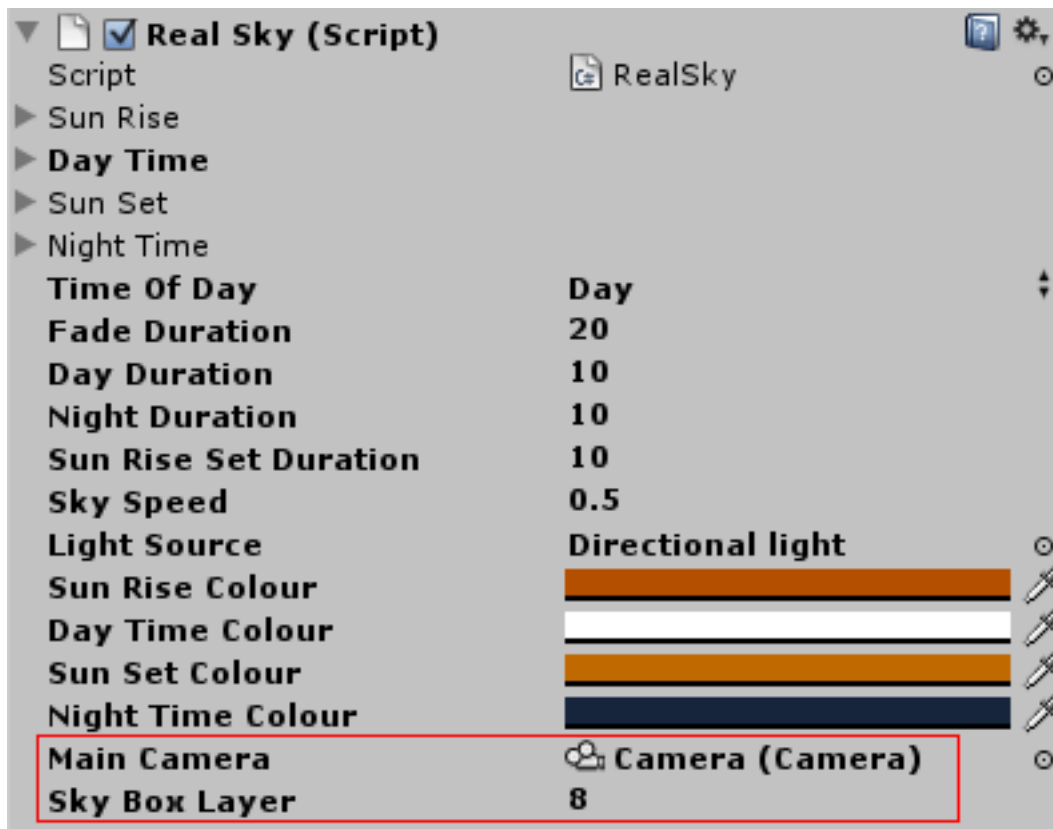 Real Sky (Script)
Script RealSky
Sun Rise
Day Time
Sun Set
Night Time
Time Of Day Day
Fade Duration 20
Day Duration 10
Night Duration 10
Sun Rise Set Duration 10
Sky Speed 0.5
Light Source Directional light
Sun Rise Colour
Day Time Colour
Sun Set Colour
Night Time Colour
Main Camera Camera (Camera)
Sky Box Layer 8